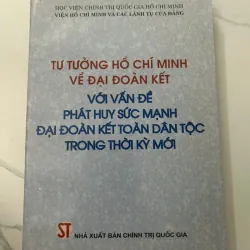 HỌC VIỆN CHÍNH TRỊ QUỐC GIA HỒ CHÍ MINH
VIỆN HỒ CHÍ MINH VÀ CÁC LÃNH TỤ CỦA ĐẢNG
TƯ TƯỞNG HỒ CHÍ MINH
VỀ ĐẠI ĐOÀN KẾT
VỚI VẤN ĐỀ
PHÁT HUY SỨC MẠNH
ĐẠI ĐOÀN KẾT TOÀN DÂN TỘC
TRONG THỜI KỲ MỚI
ST NHÀ XUẤT BẢN CHÍNH TRỊ QUỐC GIA